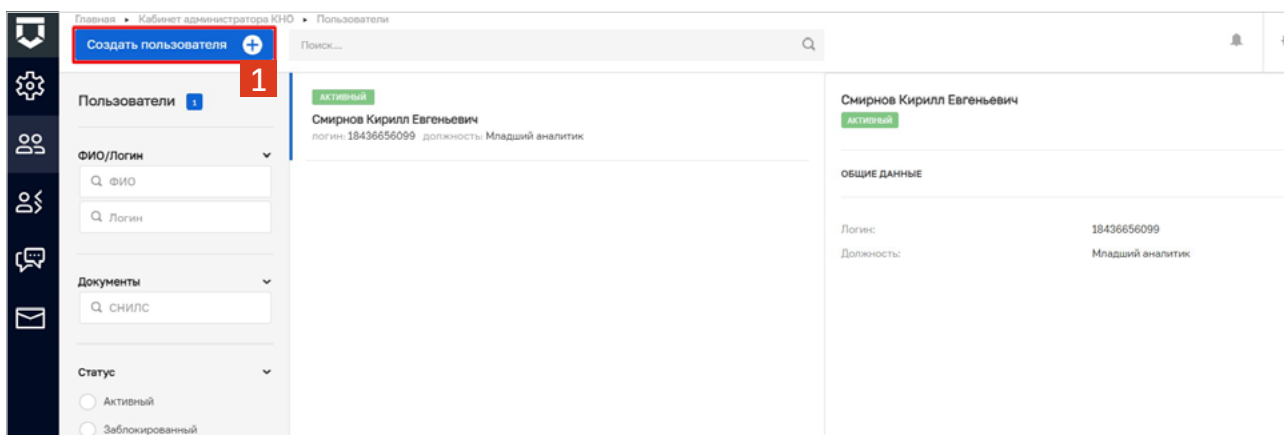 Главная ▸ Кабинет администратора КНО ▸ Пользователи
Создать пользователя
Поиск...
1
Пользователи 1
ФИО/Логин
ФИО
Логин
Документы
СНИЛС
Статус
Активный
Заблокированный
АКТИВНЫЙ
Смирнов Кирилл Евгеньевич
логин: 18436656099 должность: Младший аналитик
Смирнов Кирилл Евгеньевич
АКТИВНЫЙ
ОБЩИЕ ДАННЫЕ
Логин: 18436656099
Должность: Младший аналитик